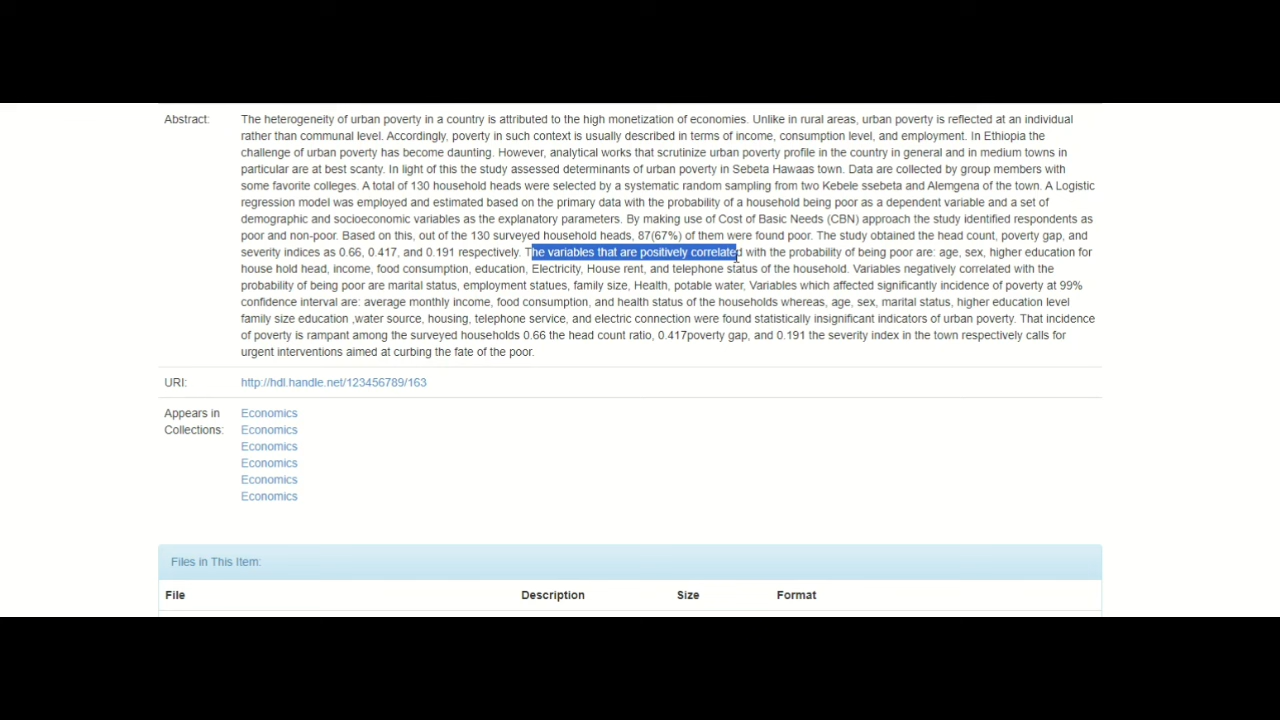 Abstract: The heterogeneity of urban poverty in a country is attributed to the high monetization of economies. Unlike in rural areas, urban poverty is reflected at an individual
rather than communal level. Accordingly, poverty in such context is usually described in terms of income, consumption level, and employment. In Ethiopia the
challenge of urban poverty has become daunting. However, analytical works that scrutinize urban poverty profile in the country in general and in medium towns in
particular are at best scanty. In light of this the study assessed determinants of urban poverty in Sebeta Hawaas town. Data are collected by group members with
some favorite colleges. A total of 130 household heads were selected by a systematic random sampling from two Kebele ssebeta and Alemgena of the town. A Logistic
regression model was employed and estimated based on the primary data with the probability of a household being poor as a dependent variable and a set of
demographic and socioeconomic variables as the explanatory parameters. By making use of Cost of Basic Needs (CBN) approach the study identified respondents as
poor and non-poor. Based on this, out of the 130 surveyed household heads, 87(67%) of them were found poor. The study obtained the head count, poverty gap, and
severity indices as 0.66, 0.417, and 0.191 respectively. The variables that are positively correlated with the probability of being poor are: age, sex, higher education for
house hold head, income, food consumption, education, Electricity, House rent, and telephone status of the household. Variables negatively correlated with the
probability of being poor are marital status, employment statues, family size, Health, potable water, Variables which affected significantly incidence of poverty at 99%
confidence interval are: average monthly income, food consumption, and health status of the households whereas, age, sex, marital status, higher education level
family size education ,water source, housing, telephone service, and electric connection were found statistically insignificant indicators of urban poverty. That incidence
of poverty is rampant among the surveyed households 0.66 the head count ratio, 0.417poverty gap, and 0.191 the severity index in the town respectively calls for
urgent interventions aimed at curbing the fate of the poor.
URI: http://hdl.handle.net/123456789/163
Appears in Collections: Economics
Economics
Economics
Economics
Economics
Economics
Files in This Item:
File Description Size Format